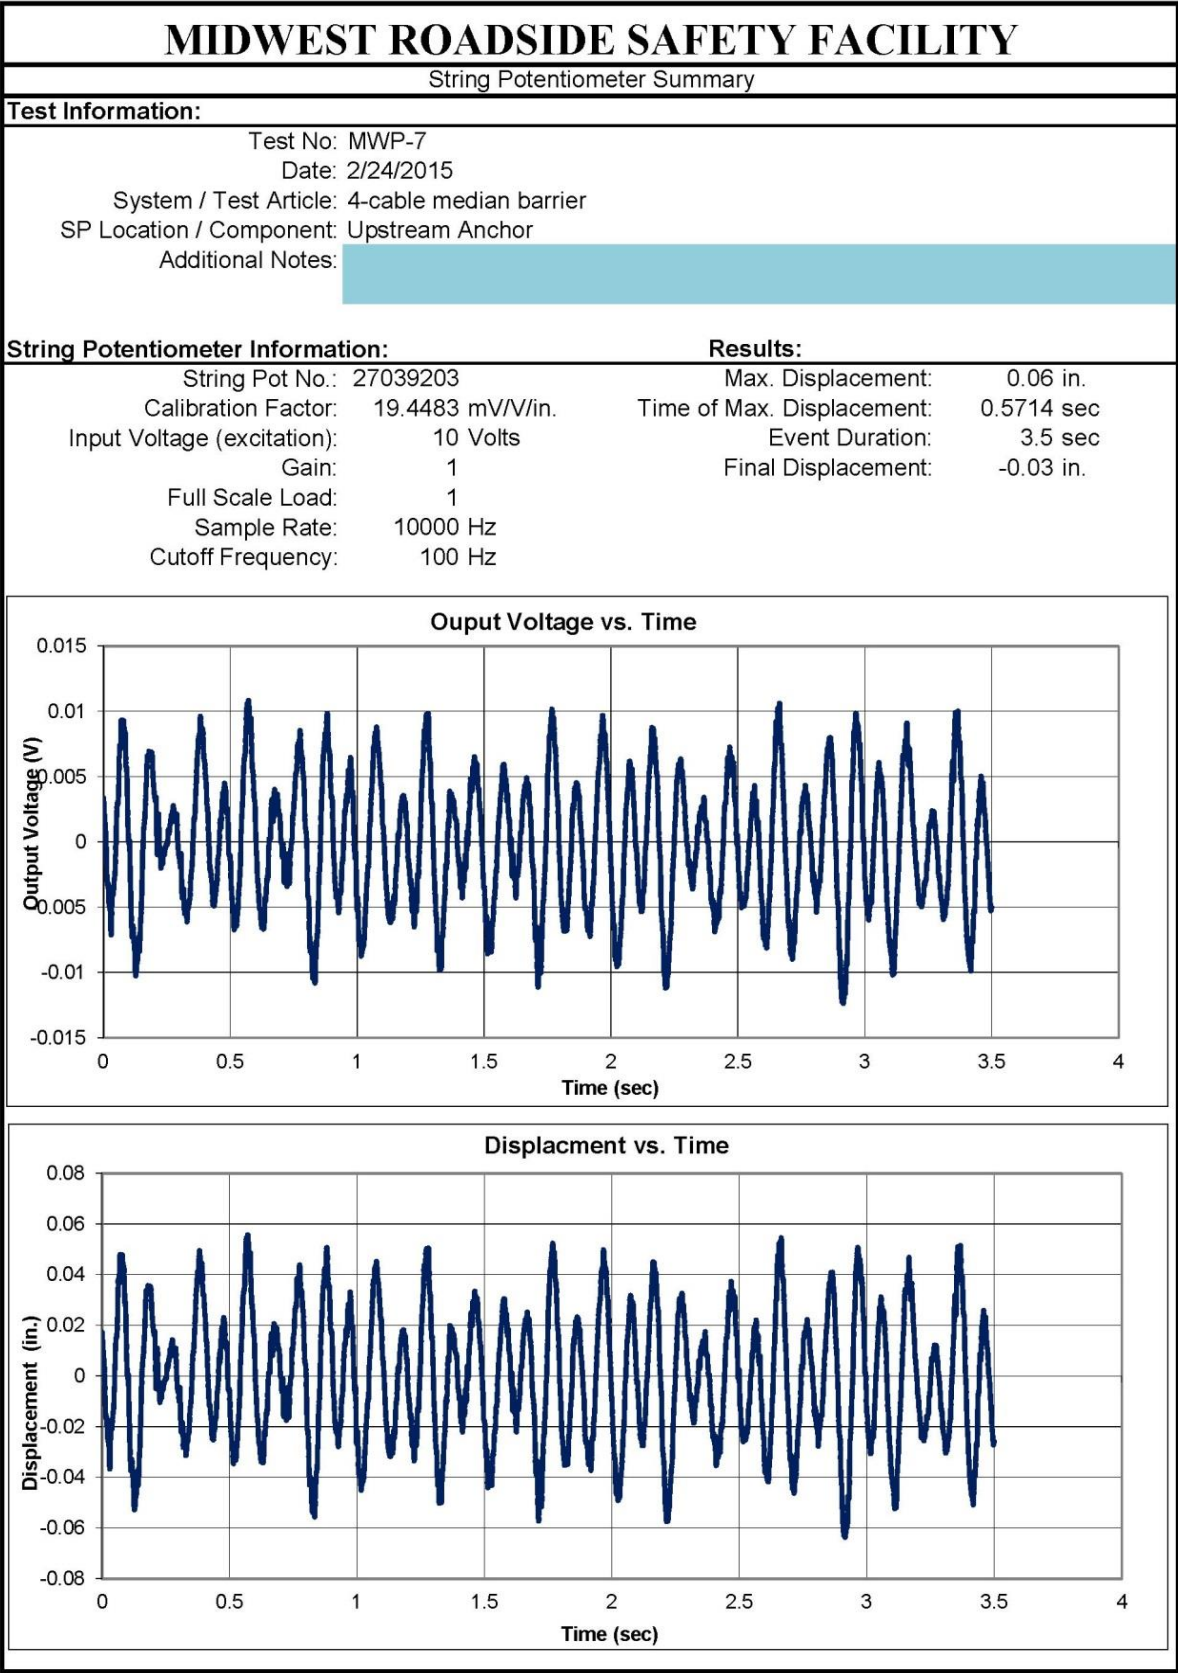 MIDWEST ROADSIDE SAFETY FACILITY
String Potentiometer Summary
Test Information:
Test No: MWP-7
Date: 2/24/2015
System / Test Article: 4-cable median barrier
SP Location / Component: Upstream Anchor
Additional Notes:
String Potentiometer Information:
String Pot No.: 27039203
Calibration Factor: 19.4483 mV/V/in.
Input Voltage (excitation): 10 Volts
Gain: 1
Full Scale Load: 1
Sample Rate: 10000 Hz
Cutoff Frequency: 100 Hz
Results:
Max. Displacement: 0.06 in.
Time of Max. Displacement: 0.5714 sec
Event Duration: 3.5 sec
Final Displacement: -0.03 in.
Ouput Voltage vs. Time
Output Voltage (V)
0.015
0.01
0.005
0
-0.005
-0.01
-0.015
0 0.5 1 1.5 2 2.5 3 3.5 4
Time (sec)
Displacment vs. Time
Displacement (in.)
0.08
0.06
0.04
0.02
0
-0.02
-0.04
-0.06
-0.08
0 0.5 1 1.5 2 2.5 3 3.5 4
Time (sec)